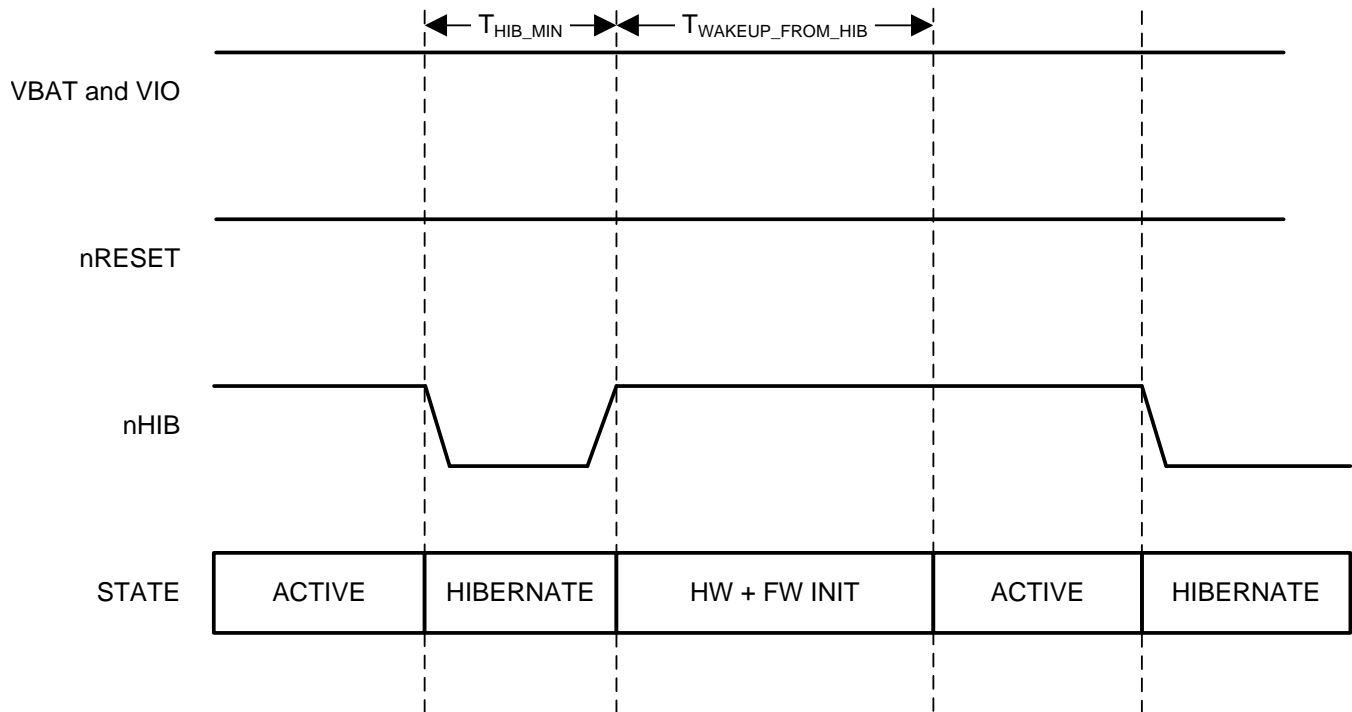 T_HIB_MIN T_WAKEUP_FROM_HIB
VBAT and VIO
nRESET
nHIB
STATE ACTIVE HIBERNATE HW + FW INIT ACTIVE HIBERNATE